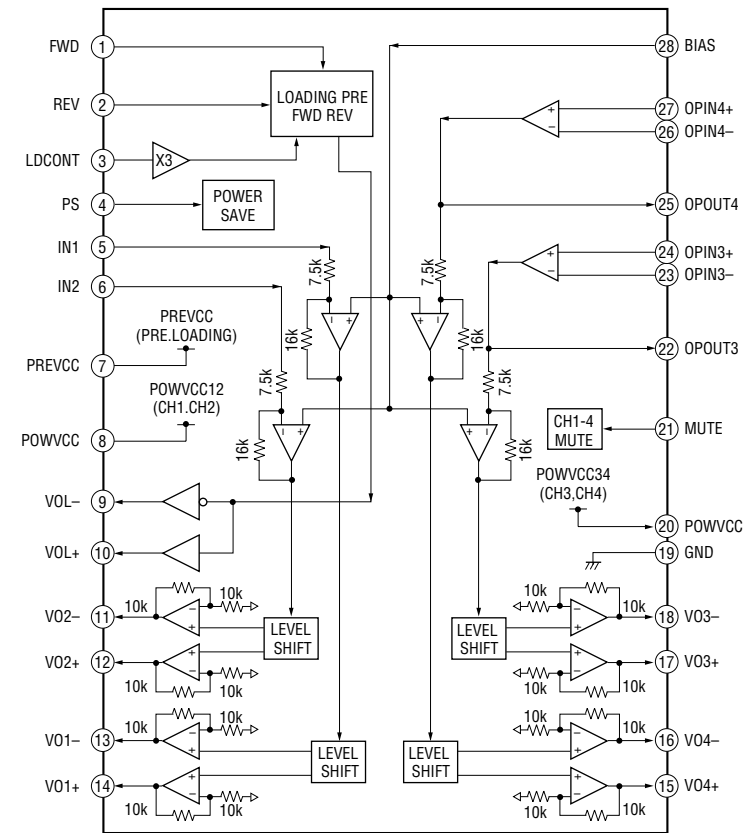 FWD 1
REV 2
LDCONT 3
PS 4
IN1 5
IN2 6
PREVCC 7
POWVCC 8
VOL– 9
VOL+ 10
VO2– 11
VO2+ 12
VO1– 13
VO1+ 14
LOADING PRE
FWD REV
X3
POWER
SAVE
PREVCC
(PRE.LOADING)
POWVCC12
(CH1.CH2)
7.5k
16k
– +
7.5k
16k
– +
7.5k
+ –
16k
7.5k
+ –
16k
10k
10k
–
+
LEVEL
SHIFT
+
–
10k
10k
10k
10k
–
+
LEVEL
SHIFT
+
–
10k
10k
10k
10k
–
+
LEVEL
SHIFT
+
–
10k
10k
10k
10k
–
+
LEVEL
SHIFT
+
–
10k
10k
+
–
+
–
CH1-4
MUTE
POWVCC34
(CH3,CH4)
28 BIAS
27 OPIN4+
26 OPIN4–
25 OPOUT4
24 OPIN3+
23 OPIN3–
22 OPOUT3
21 MUTE
20 POWVCC
19 GND
18 VO3–
17 VO3+
16 VO4–
15 VO4+